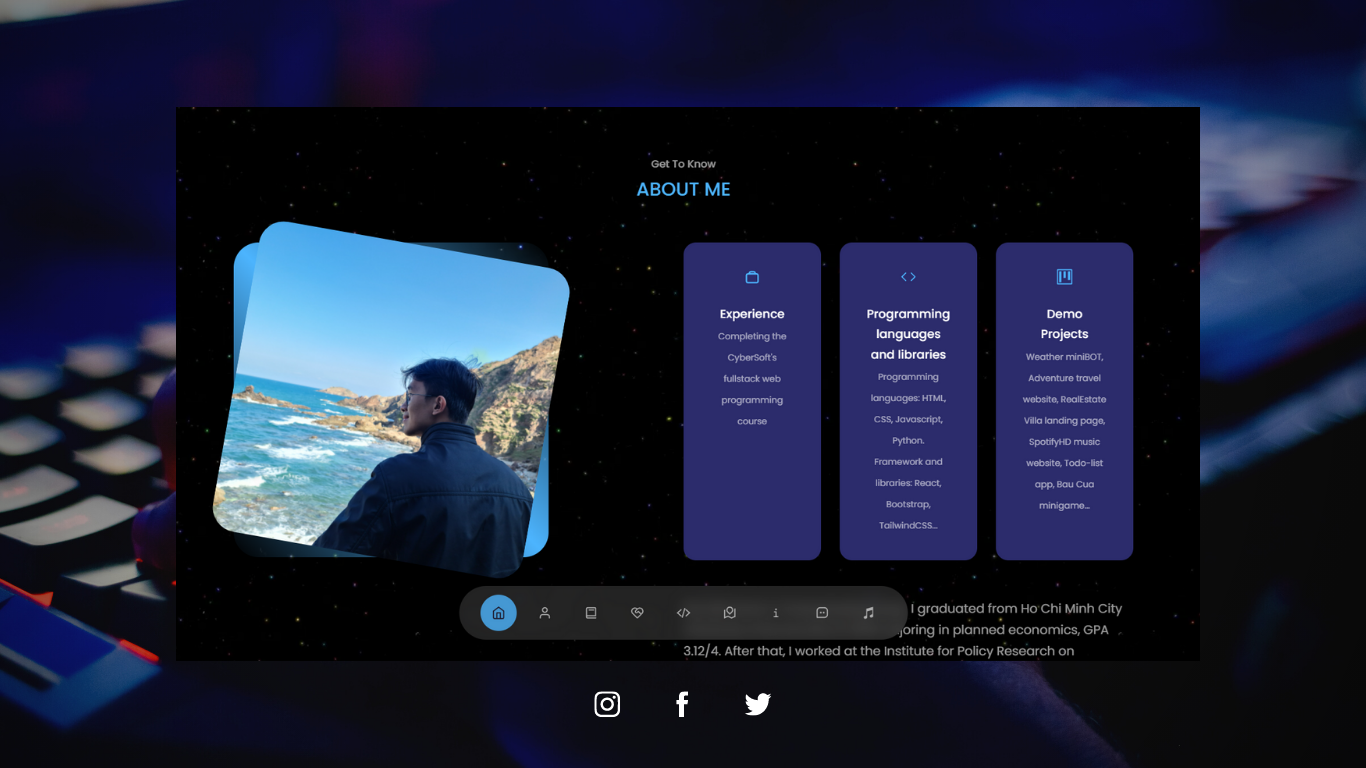 Get To Know
ABOUT ME
Experience
Completing the
CyberSoft's
fullstack web
programming
course
Programming
languages
and libraries
Programming
languages: HTML,
CSS, Javascript,
Python.
Framework and
libraries: React,
Bootstrap,
TailwindCSS...
Demo
Projects
Weather miniBOT,
Adventure travel
website, RealEstate
Villa landing page,
SpotifyHD music
website, Todo-list
app, Bau Cua
minigame...
I graduated from Ho Chi Minh City
in planned economics, GPA
3.12/4. After that, I worked at the Institute for Policy Research on